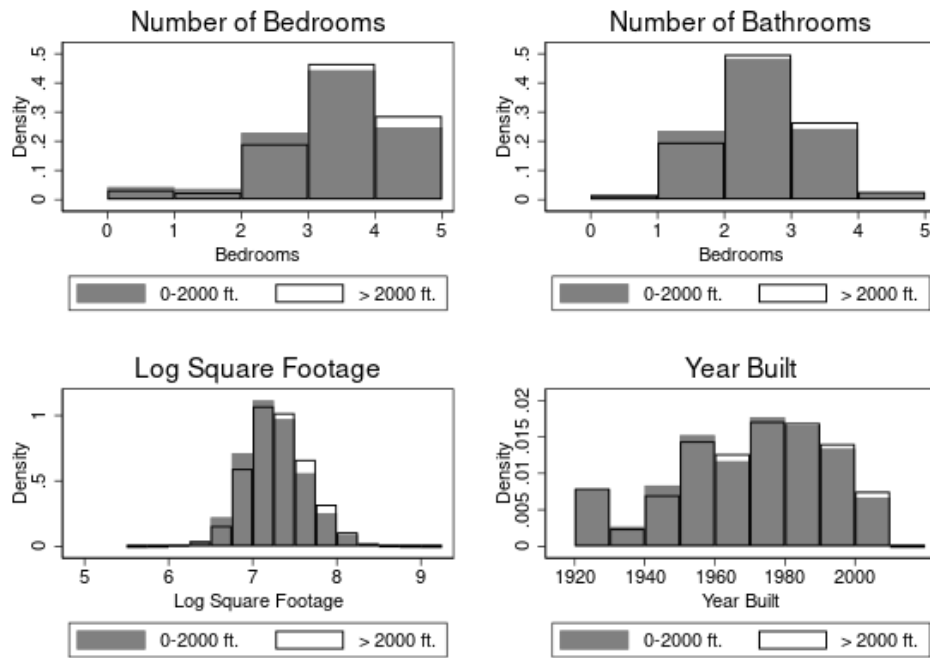 Number of Bedrooms
Density
0 .1 .2 .3 .4 .5
0 1 2 3 4 5
Bedrooms
0-2000 ft. > 2000 ft.
Number of Bathrooms
Density
0 .1 .2 .3 .4 .5
0 1 2 3 4 5
Bedrooms
0-2000 ft. > 2000 ft.
Log Square Footage
Density
0 .5 1
5 6 7 8 9
Log Square Footage
0-2000 ft. > 2000 ft.
Year Built
Density
0 .005 .01 .015 .02
1920 1940 1960 1980 2000
Year Built
0-2000 ft. > 2000 ft.